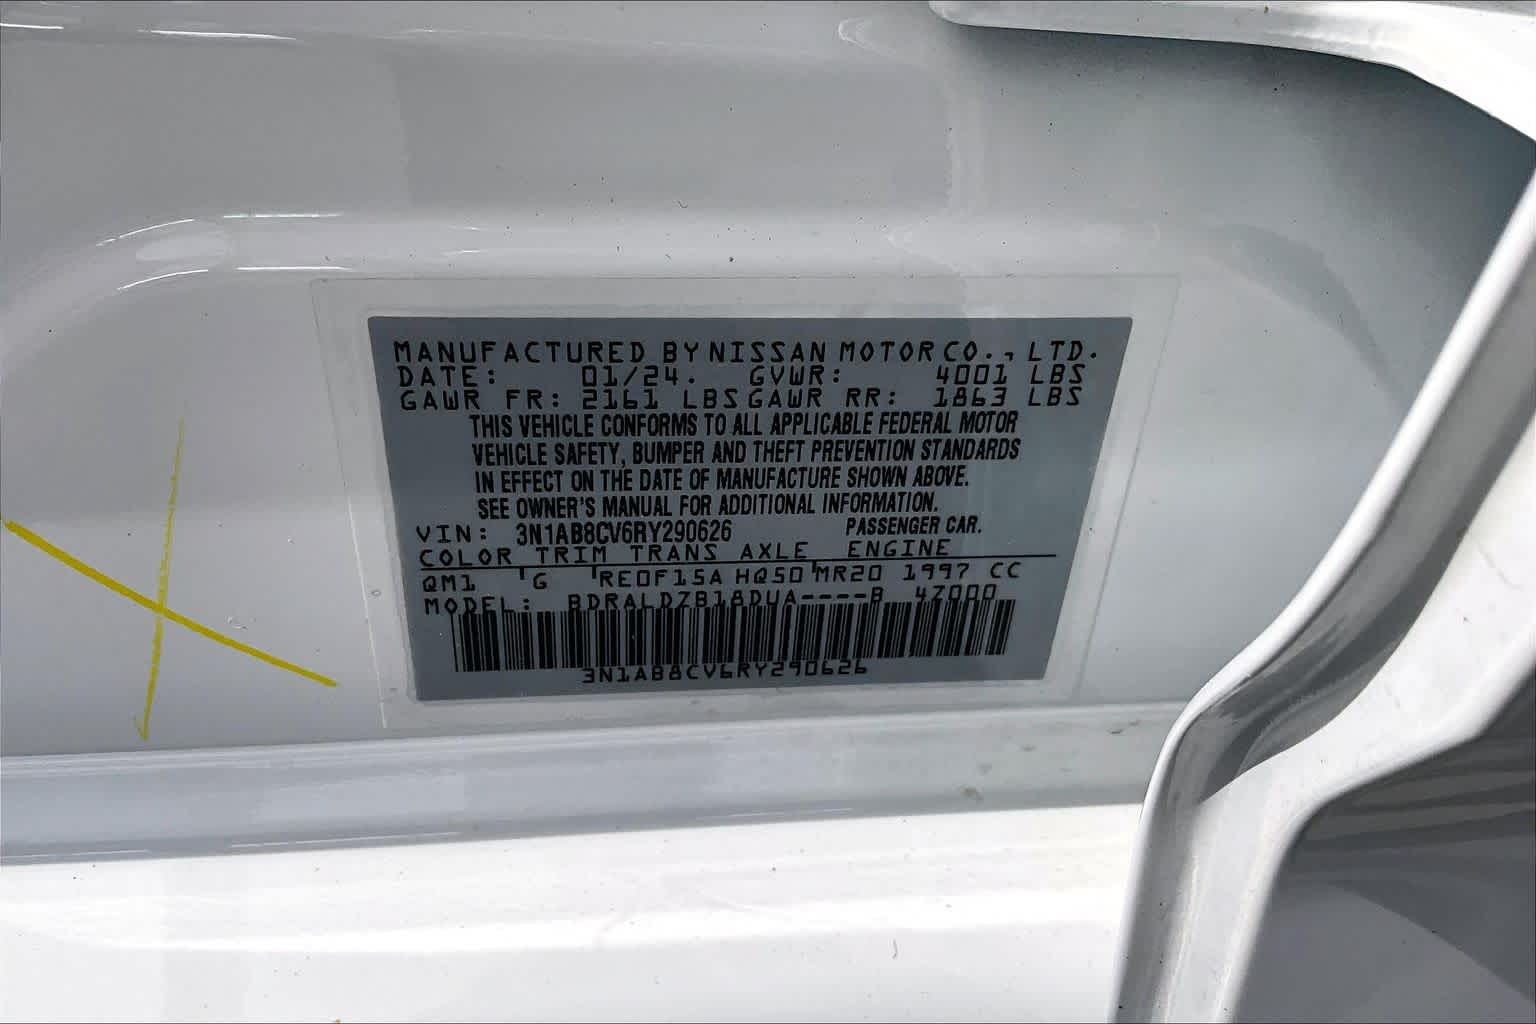 MANUFACTURED BY NISSAN MOTOR CO., LTD.
DATE: 01/24. GVWR: 4001 LBS
GAWR FR: 2161 LBS GAWR RR: 1863 LBS
THIS VEHICLE CONFORMS TO ALL APPLICABLE FEDERAL MOTOR
VEHICLE SAFETY, BUMPER AND THEFT PREVENTION STANDARDS
IN EFFECT ON THE DATE OF MANUFACTURE SHOWN ABOVE.
SEE OWNER'S MANUAL FOR ADDITIONAL INFORMATION.
VIN: 3N1AB8CV6RY290626 PASSENGER CAR.
COLOR TRIM TRANS AXLE ENGINE
QM1 G RE0F15A HQ50 MR20 1997 CC
MODEL: BDRALDZB18DUA----B 47000
3N1AB8CV6RY290626